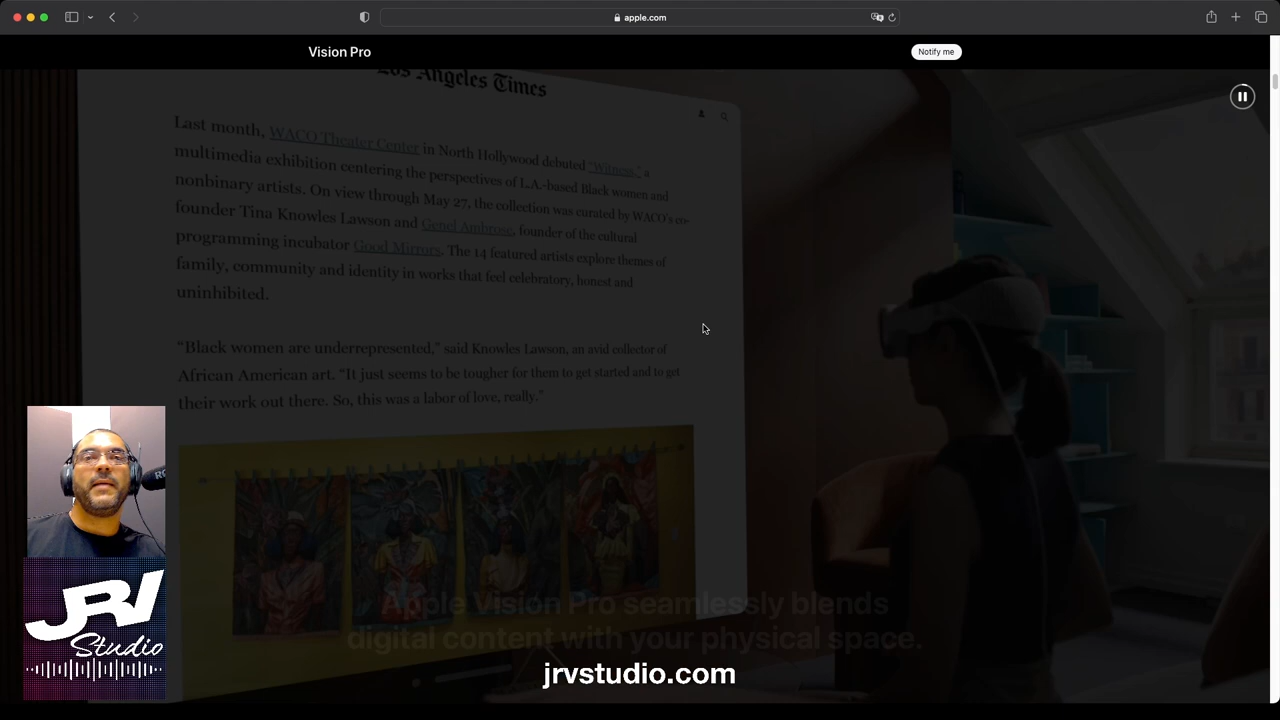 apple.com
Vision Pro
Notify me
Los Angeles Times
Last month, WACO Theater Center in North Hollywood debuted "Witness," a
multimedia exhibition centering the perspectives of L.A.-based Black women and
nonbinary artists. On view through May 27, the collection was curated by WACO's co-
founder Tina Knowles Lawson and Genel Ambrose, founder of the cultural
programming incubator Good Mirrors. The 14 featured artists explore themes of
family, community and identity in works that feel celebratory, honest and
uninhibited.
"Black women are underrepresented," said Knowles Lawson, an avid collector of
African American art. "It just seems to be tougher for them to get started and to get
their work out there. So, this was a labor of love, really."
Apple Vision Pro seamlessly blends
digital content with your physical space.
jrvstudio.com
JRV
Studio